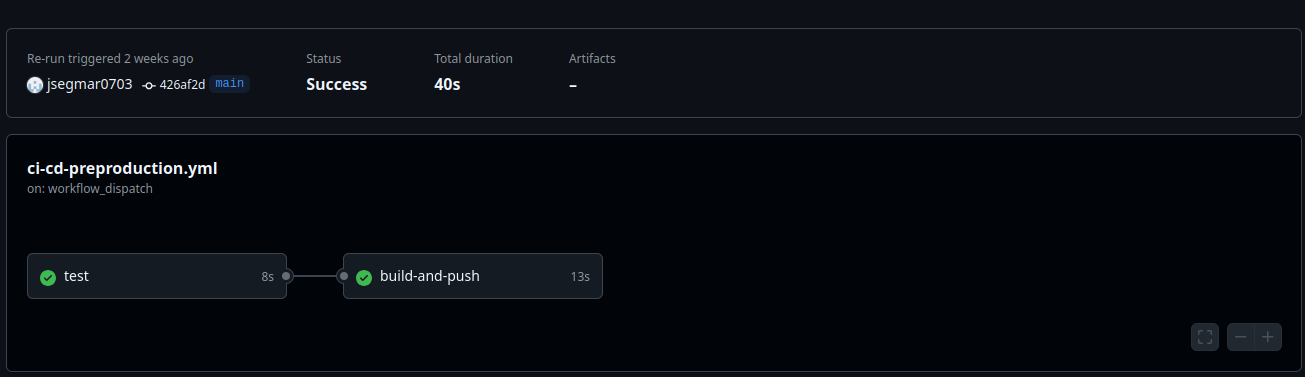 Re-run triggered 2 weeks ago
jsegmar0703 426af2d main
Status
Success
Total duration
40s
Artifacts
–
ci-cd-preproduction.yml
on: workflow_dispatch
test 8s
build-and-push 13s